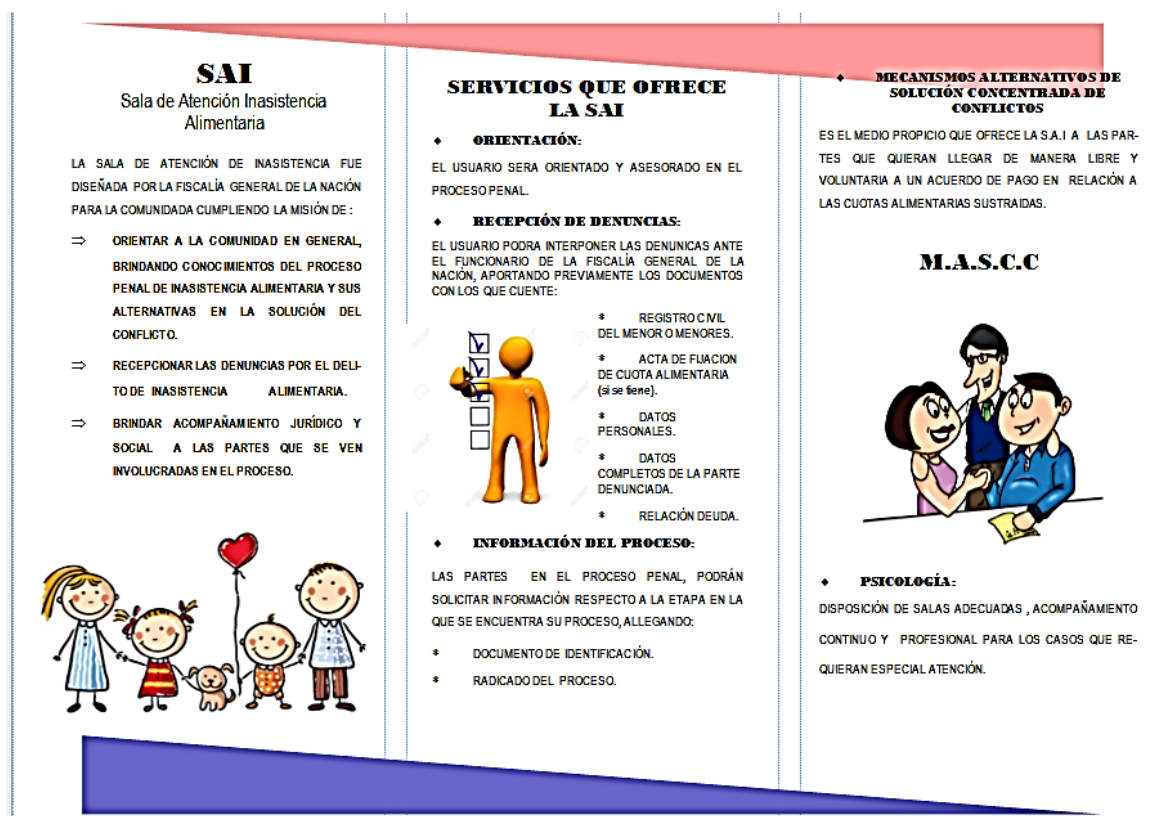 SAI
Sala de Atención Inasistencia
Alimentaria
LA SALA DE ATENCIÓN DE INASISTENCIA FUE
DISEÑADA POR LA FISCALÍA GENERAL DE LA NACIÓN
PARA LA COMUNIDADA CUMPLIENDO LA MISIÓN DE :
⇒ ORIENTAR A LA COMUNIDAD EN GENERAL,
BRINDANDO CONOCIMIENTOS DEL PROCESO
PENAL DE INASISTENCIA ALIMENTARIA Y SUS
ALTERNATIVAS EN LA SOLUCIÓN DEL
CONFLICTO.
⇒ RECEPCIONAR LAS DENUNCIAS POR EL DELI-
TO DE INASISTENCIA ALIMENTARIA.
⇒ BRINDAR ACOMPAÑAMIENTO JURÍDICO Y
SOCIAL A LAS PARTES QUE SE VEN
INVOLUCRADAS EN EL PROCESO.
SERVICIOS QUE OFRECE
LA SAI
♦ ORIENTACIÓN:
EL USUARIO SERA ORIENTADO Y ASESORADO EN EL
PROCESO PENAL.
♦ RECEPCIÓN DE DENUNCIAS:
EL USUARIO PODRA INTERPONER LAS DENUNICAS ANTE
EL FUNCIONARIO DE LA FISCALÍA GENERAL DE LA
NACIÓN, APORTANDO PREVIAMENTE LOS DOCUMENTOS
CON LOS QUE CUENTE:
* REGISTRO CIVIL
DEL MENOR O MENORES.
* ACTA DE FIJACION
DE CUOTA ALIMENTARIA
(si se tiene).
* DATOS
PERSONALES.
* DATOS
COMPLETOS DE LA PARTE
DENUNCIADA.
* RELACIÓN DEUDA.
♦ INFORMACIÓN DEL PROCESO:
LAS PARTES EN EL PROCESO PENAL, PODRÁN
SOLICITAR INFORMACIÓN RESPECTO A LA ETAPA EN LA
QUE SE ENCUENTRA SU PROCESO, ALLEGANDO:
* DOCUMENTO DE IDENTIFICACIÓN.
* RADICADO DEL PROCESO.
♦ MECANISMOS ALTERNATIVOS DE
SOLUCIÓN CONCENTRADA DE
CONFLICTOS
ES EL MEDIO PROPICIO QUE OFRECE LA S.A.I A LAS PAR-
TES QUE QUIERAN LLEGAR DE MANERA LIBRE Y
VOLUNTARIA A UN ACUERDO DE PAGO EN RELACIÓN A
LAS CUOTAS ALIMENTARIAS SUSTRAIDAS.
M.A.S.C.C
♦ PSICOLOGÍA:
DISPOSICIÓN DE SALAS ADECUADAS , ACOMPAÑAMIENTO
CONTINUO Y PROFESIONAL PARA LOS CASOS QUE RE-
QUIERAN ESPECIAL ATENCIÓN.